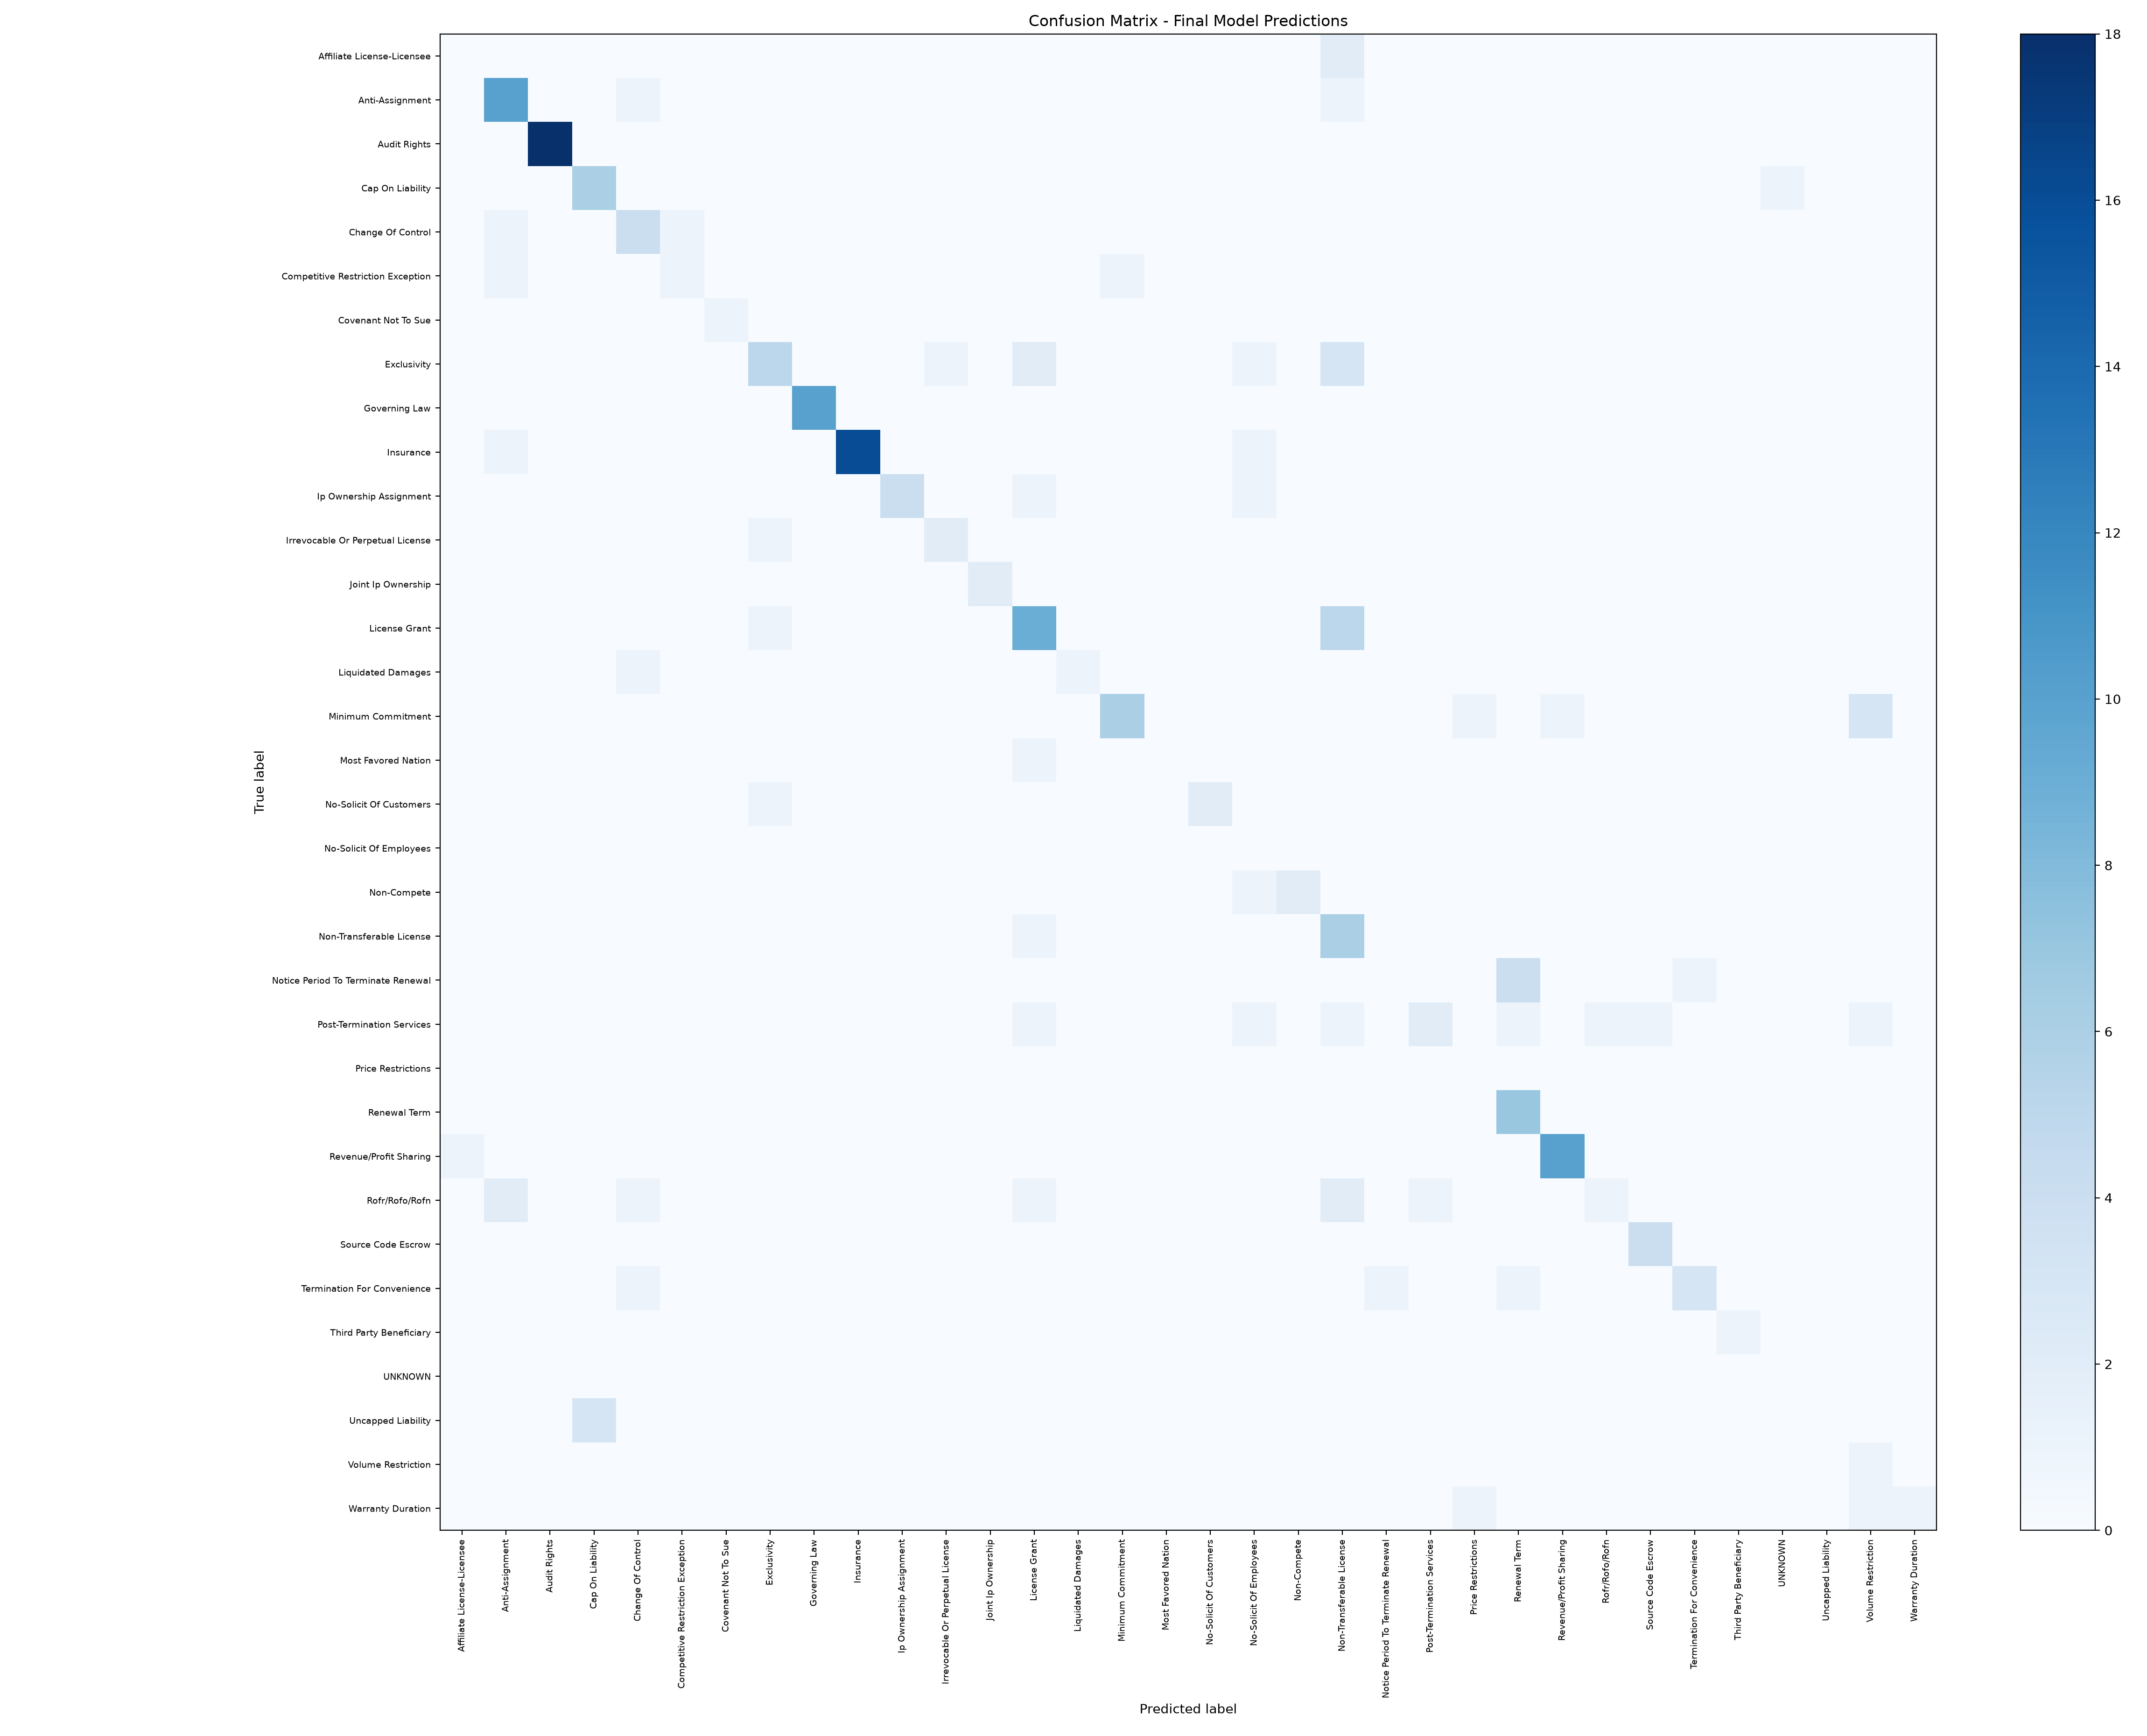 Confusion Matrix - Final Model Predictions
Affiliate License-Licensee
Anti-Assignment
Audit Rights
Cap On Liability
Change Of Control
Competitive Restriction Exception
Covenant Not To Sue
Exclusivity
Governing Law
Insurance
Ip Ownership Assignment
Irrevocable Or Perpetual License
Joint Ip Ownership
License Grant
Liquidated Damages
Minimum Commitment
Most Favored Nation
No-Solicit Of Customers
No-Solicit Of Employees
Non-Compete
Non-Transferable License
Notice Period To Terminate Renewal
Post-Termination Services
Price Restrictions
Renewal Term
Revenue/Profit Sharing
Rofr/Rofo/Rofn
Source Code Escrow
Termination For Convenience
Third Party Beneficiary
UNKNOWN
Uncapped Liability
Volume Restriction
Warranty Duration
True label
Affiliate License-Licensee
Anti-Assignment
Audit Rights
Cap On Liability
Change Of Control
Competitive Restriction Exception
Covenant Not To Sue
Exclusivity
Governing Law
Insurance
Ip Ownership Assignment
Irrevocable Or Perpetual License
Joint Ip Ownership
License Grant
Liquidated Damages
Minimum Commitment
Most Favored Nation
No-Solicit Of Customers
No-Solicit Of Employees
Non-Compete
Non-Transferable License
Notice Period To Terminate Renewal
Post-Termination Services
Price Restrictions
Renewal Term
Revenue/Profit Sharing
Rofr/Rofo/Rofn
Source Code Escrow
Termination For Convenience
Third Party Beneficiary
UNKNOWN
Uncapped Liability
Volume Restriction
Warranty Duration
Predicted label
18
16
14
12
10
8
6
4
2
0